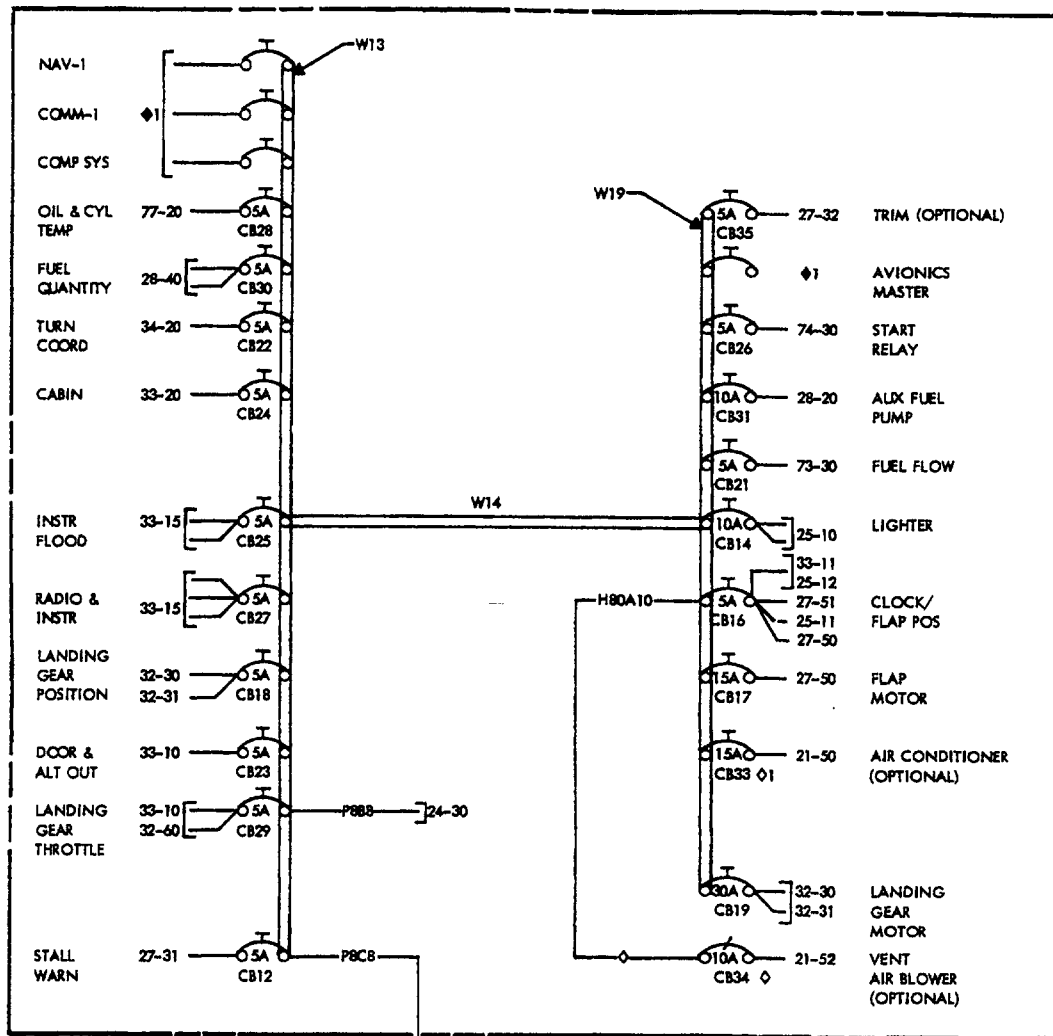 W13
NAV-1
COMM-1 ◆1
COMP SYS
OIL & CYL 77-20 5A
TEMP CB28
FUEL 28-40 5A
QUANTITY CB30
TURN 34-20 5A
COORD CB22
CABIN 33-20 5A
CB24
INSTR 33-15 5A
FLOOD CB25
RADIO & 33-15 5A
INSTR CB27
LANDING
GEAR 32-30 5A
POSITION 32-31 CB18
DOOR & 33-10 5A
ALT OUT CB23
LANDING 33-10 5A P8B8 24-30
GEAR 32-60 CB29
THROTTLE
STALL 27-31 5A P8C8
WARN CB12
W14
W19
5A 27-32 TRIM (OPTIONAL)
CB35
◆1 AVIONICS
MASTER
5A 74-30 START
CB26 RELAY
10A 28-20 AUX FUEL
CB31 PUMP
5A 73-30 FUEL FLOW
CB21
10A 25-10 LIGHTER
CB14
33-11
25-12
H80A10 5A 27-51 CLOCK/
CB16 25-11 FLAP POS
27-50
15A 27-50 FLAP
CB17 MOTOR
15A 21-50 AIR CONDITIONER
CB33 ◇1 (OPTIONAL)
30A 32-30 LANDING
CB19 32-31 GEAR
MOTOR
10A 21-52 VENT
CB34 ◇ AIR BLOWER
(OPTIONAL)